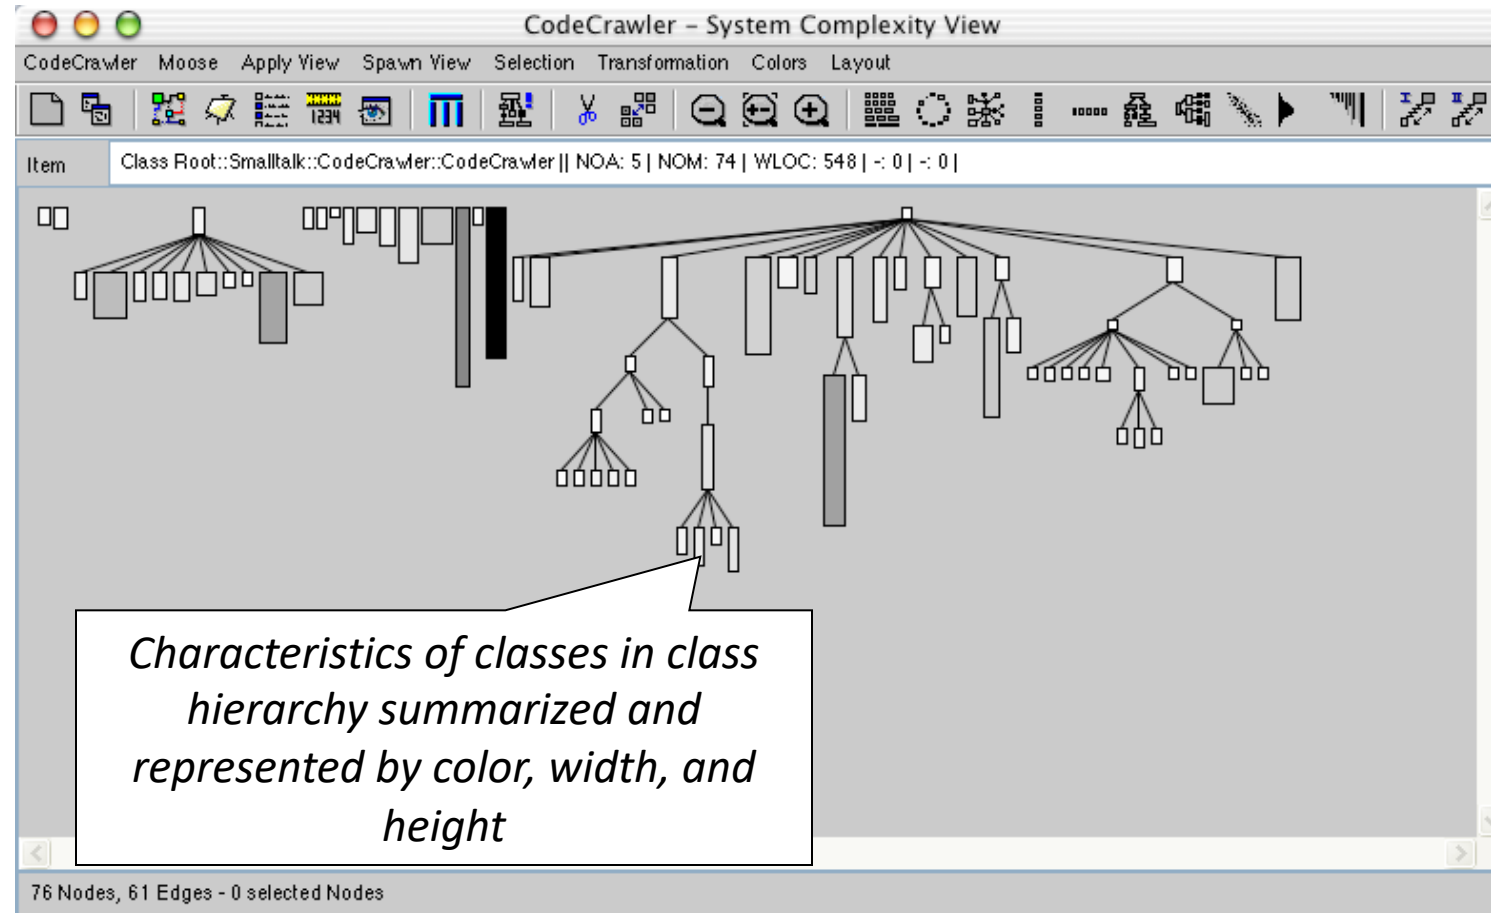 CodeCrawler – System Complexity View
CodeCrawler Moose Apply View Spawn View Selection Transformation Colors Layout
1234
I II
Item Class Root::Smalltalk::CodeCrawler::CodeCrawler || NOA: 5 | NOM: 74 | WLOC: 548 | -: 0 | -: 0 |
Characteristics of classes in class
hierarchy summarized and
represented by color, width, and
height
76 Nodes, 61 Edges - 0 selected Nodes